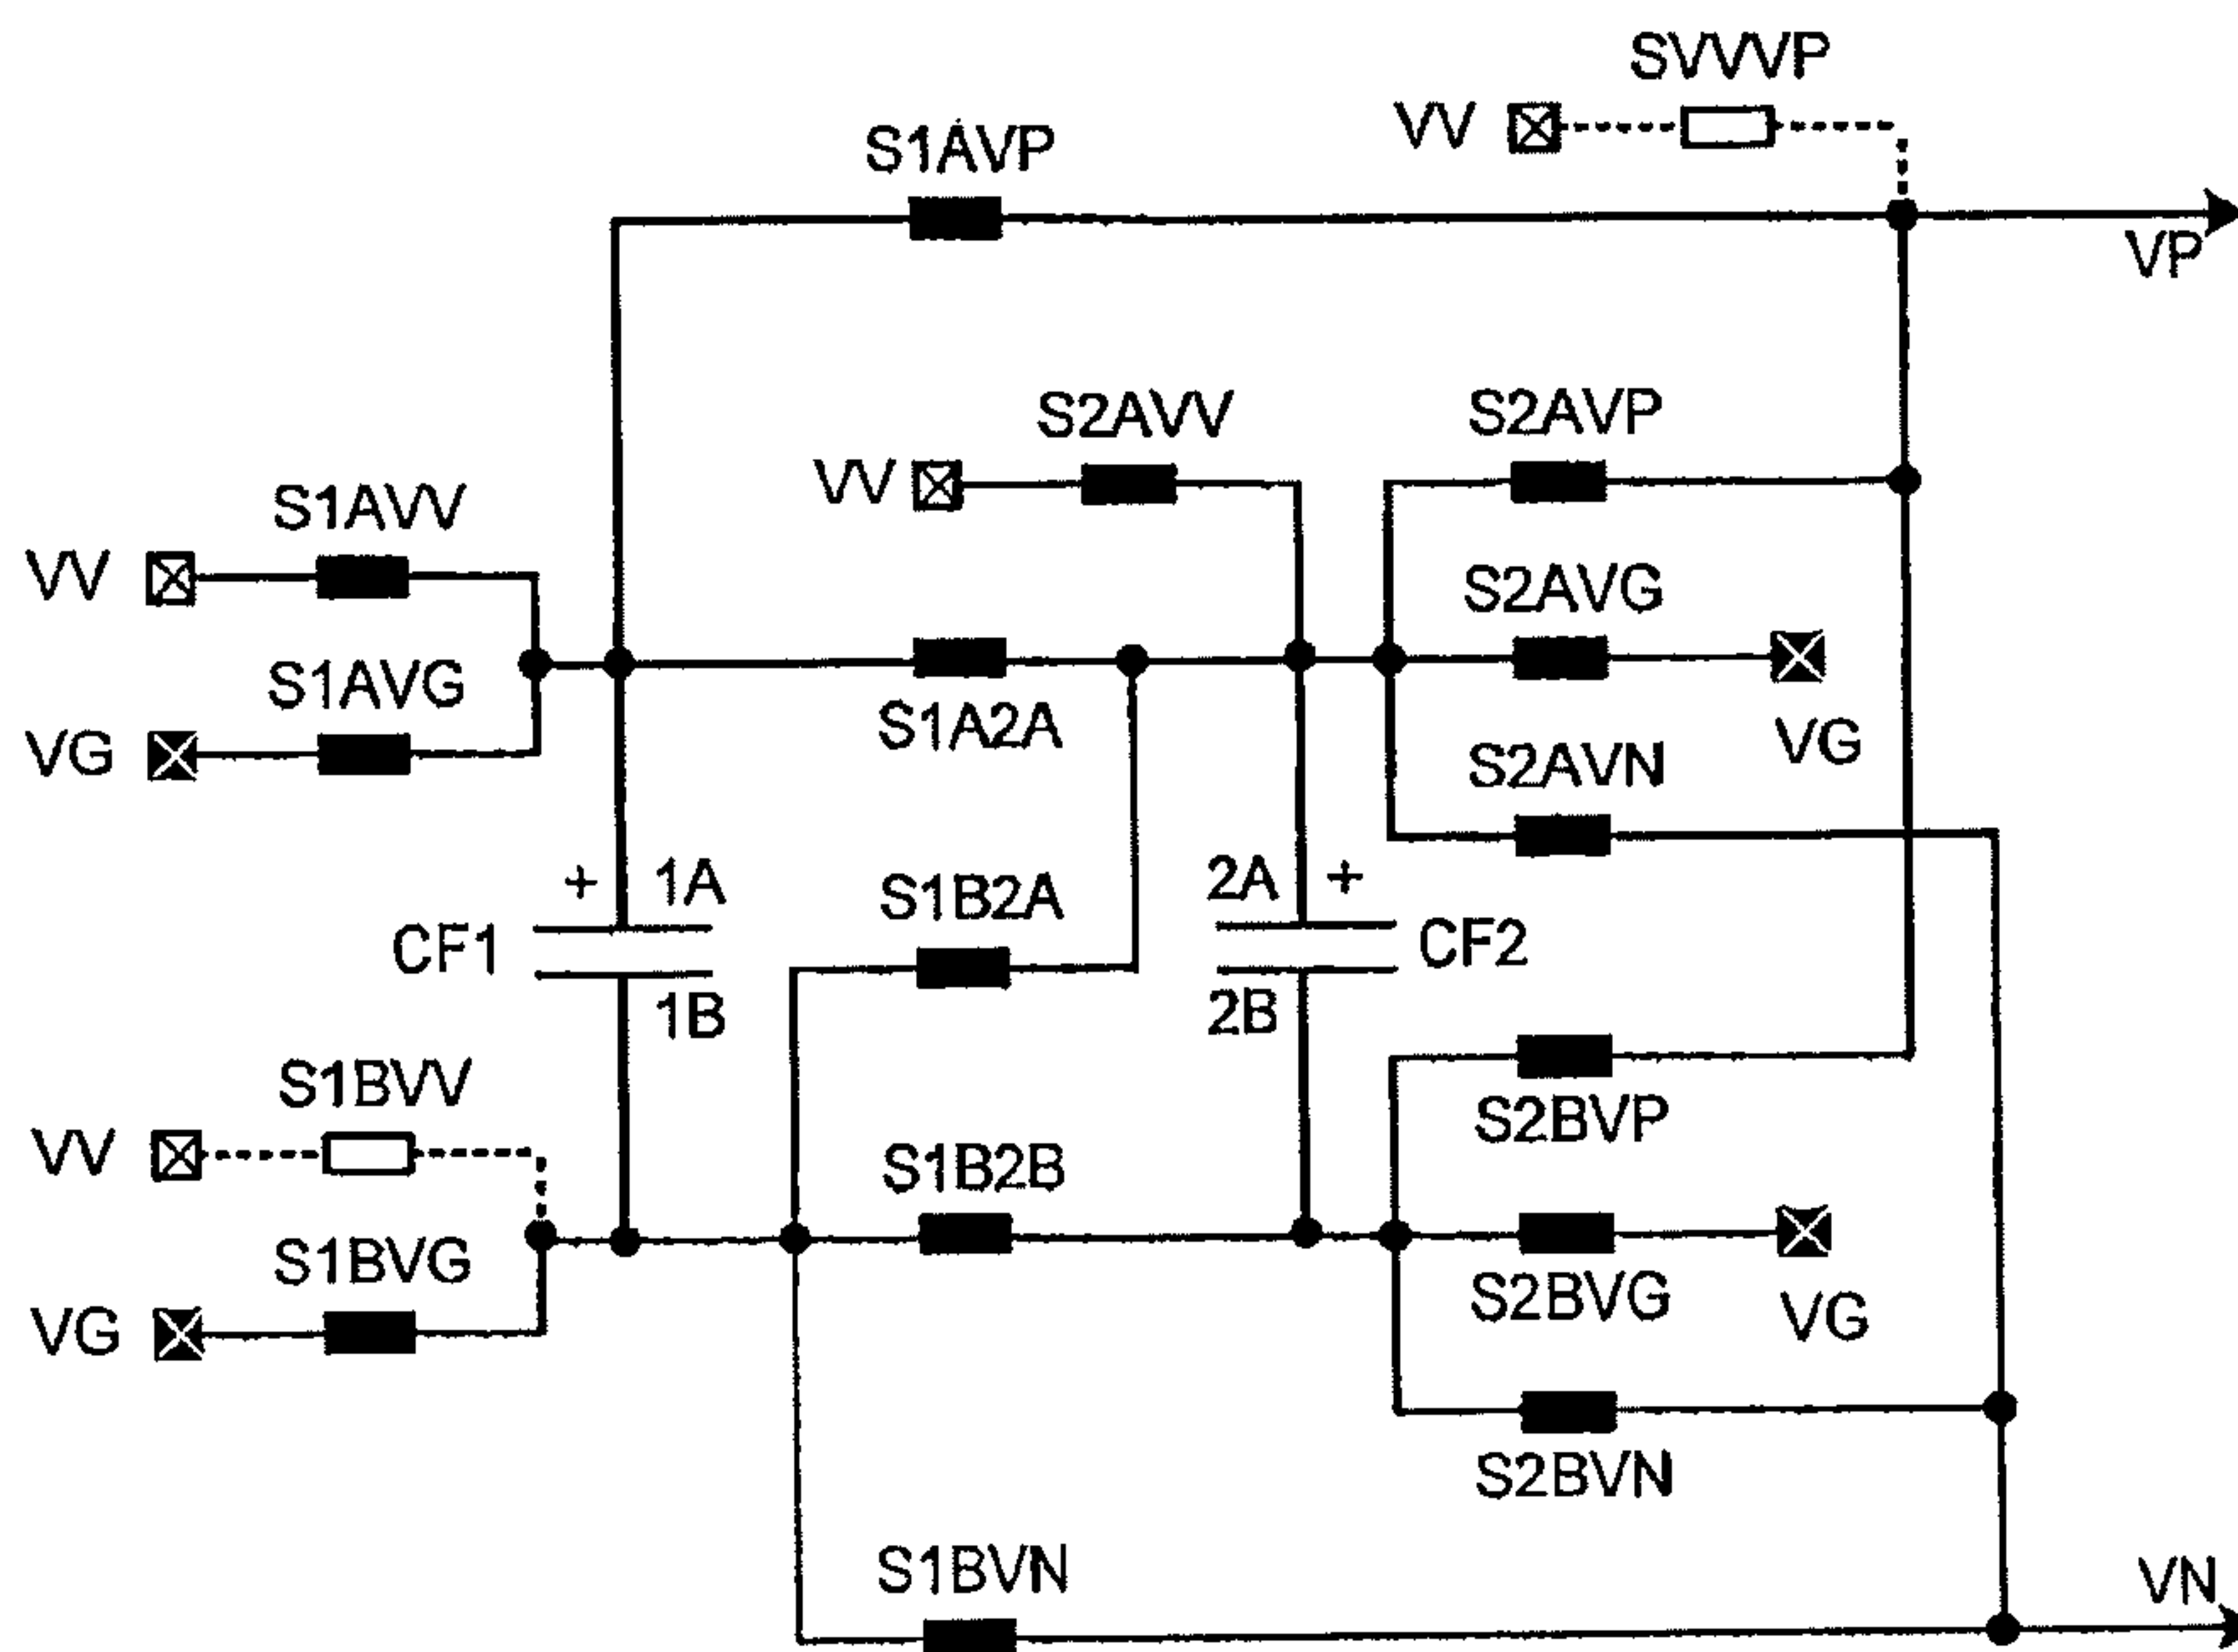 SVVVP
VV
S1AVP
VP
S2AVV
S2AVP
VV
S1AVV
VV
S2AVG
S1AVG
VG
S1A2A
VG
S2AVN
+ 1A
2A +
S1B2A
CF1
CF2
1B
2B
S1BVV
VV
S2BVP
S1B2B
S1BVG
VG
S2BVG
VG
S2BVN
S1BVN
VN